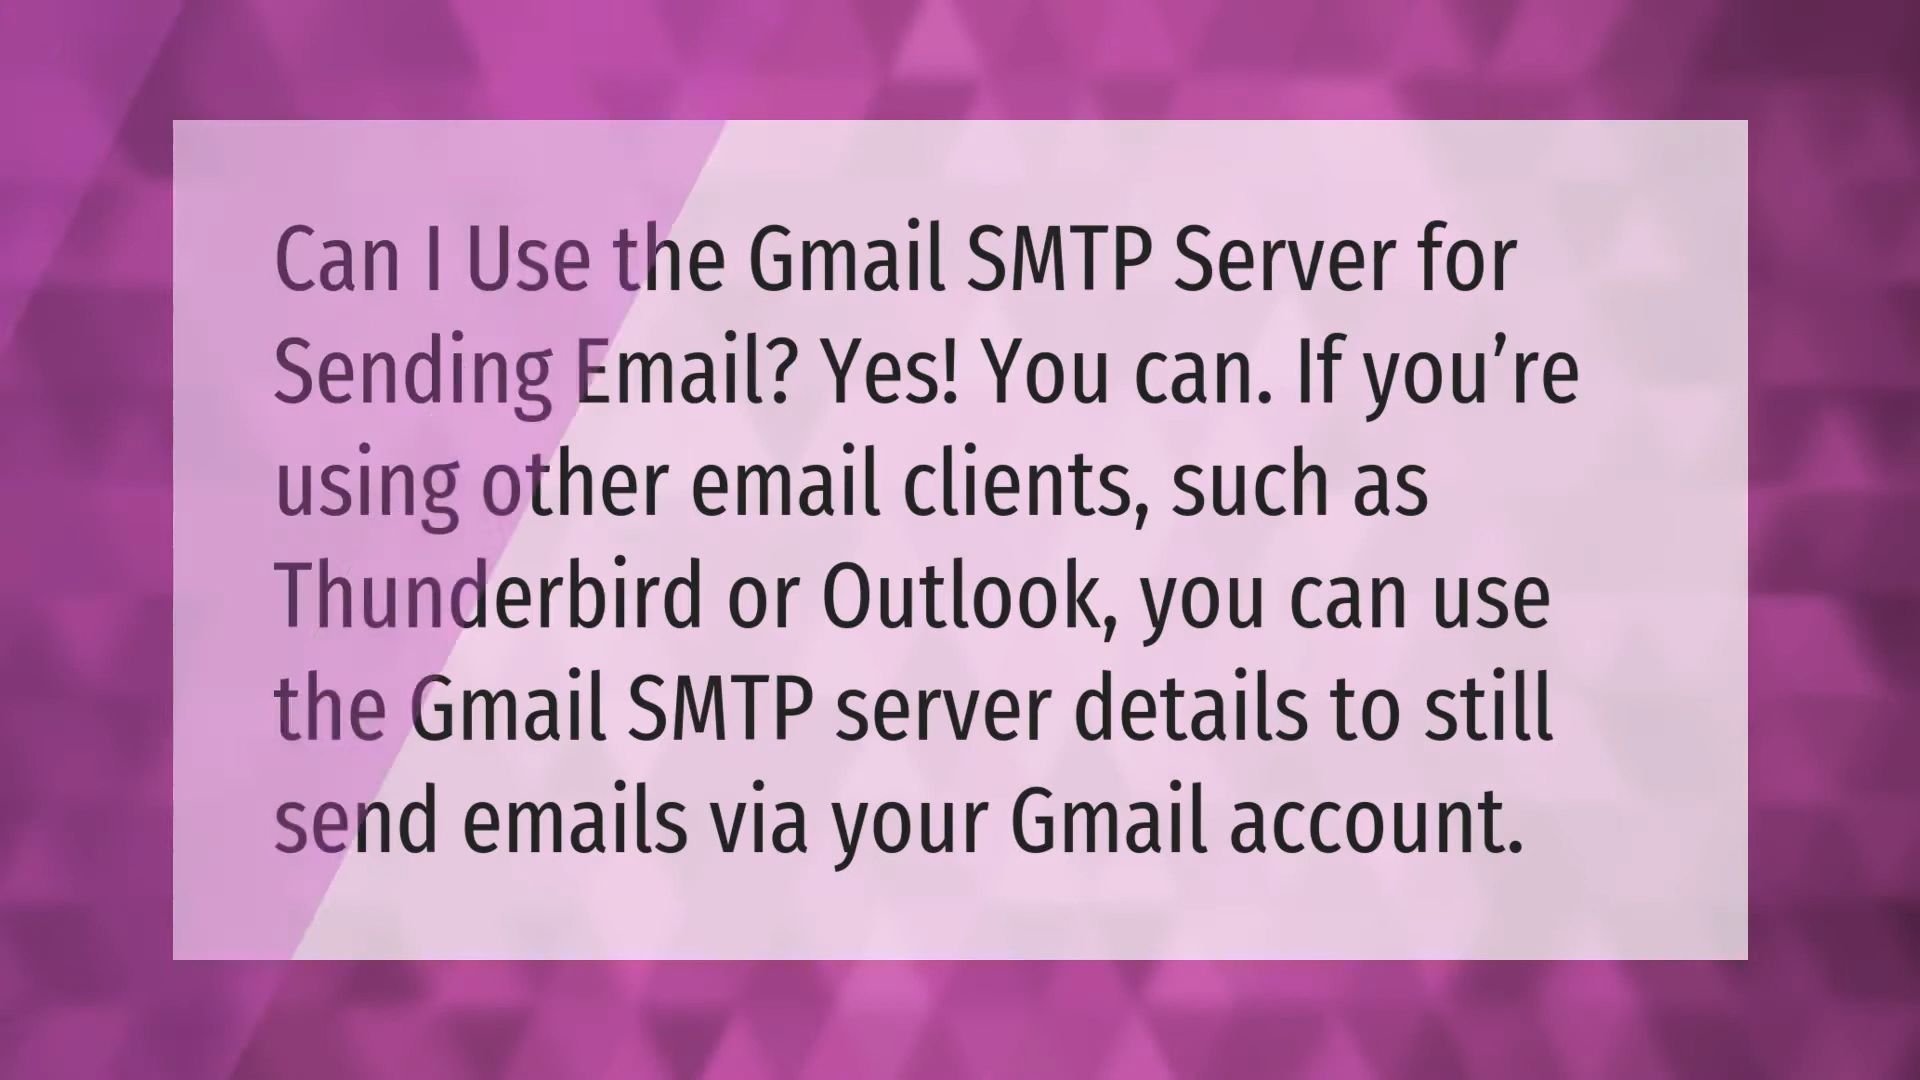 Can I Use the Gmail SMTP Server for
Sending Email? Yes! You can. If you’re
using other email clients, such as
Thunderbird or Outlook, you can use
the Gmail SMTP server details to still
send emails via your Gmail account.